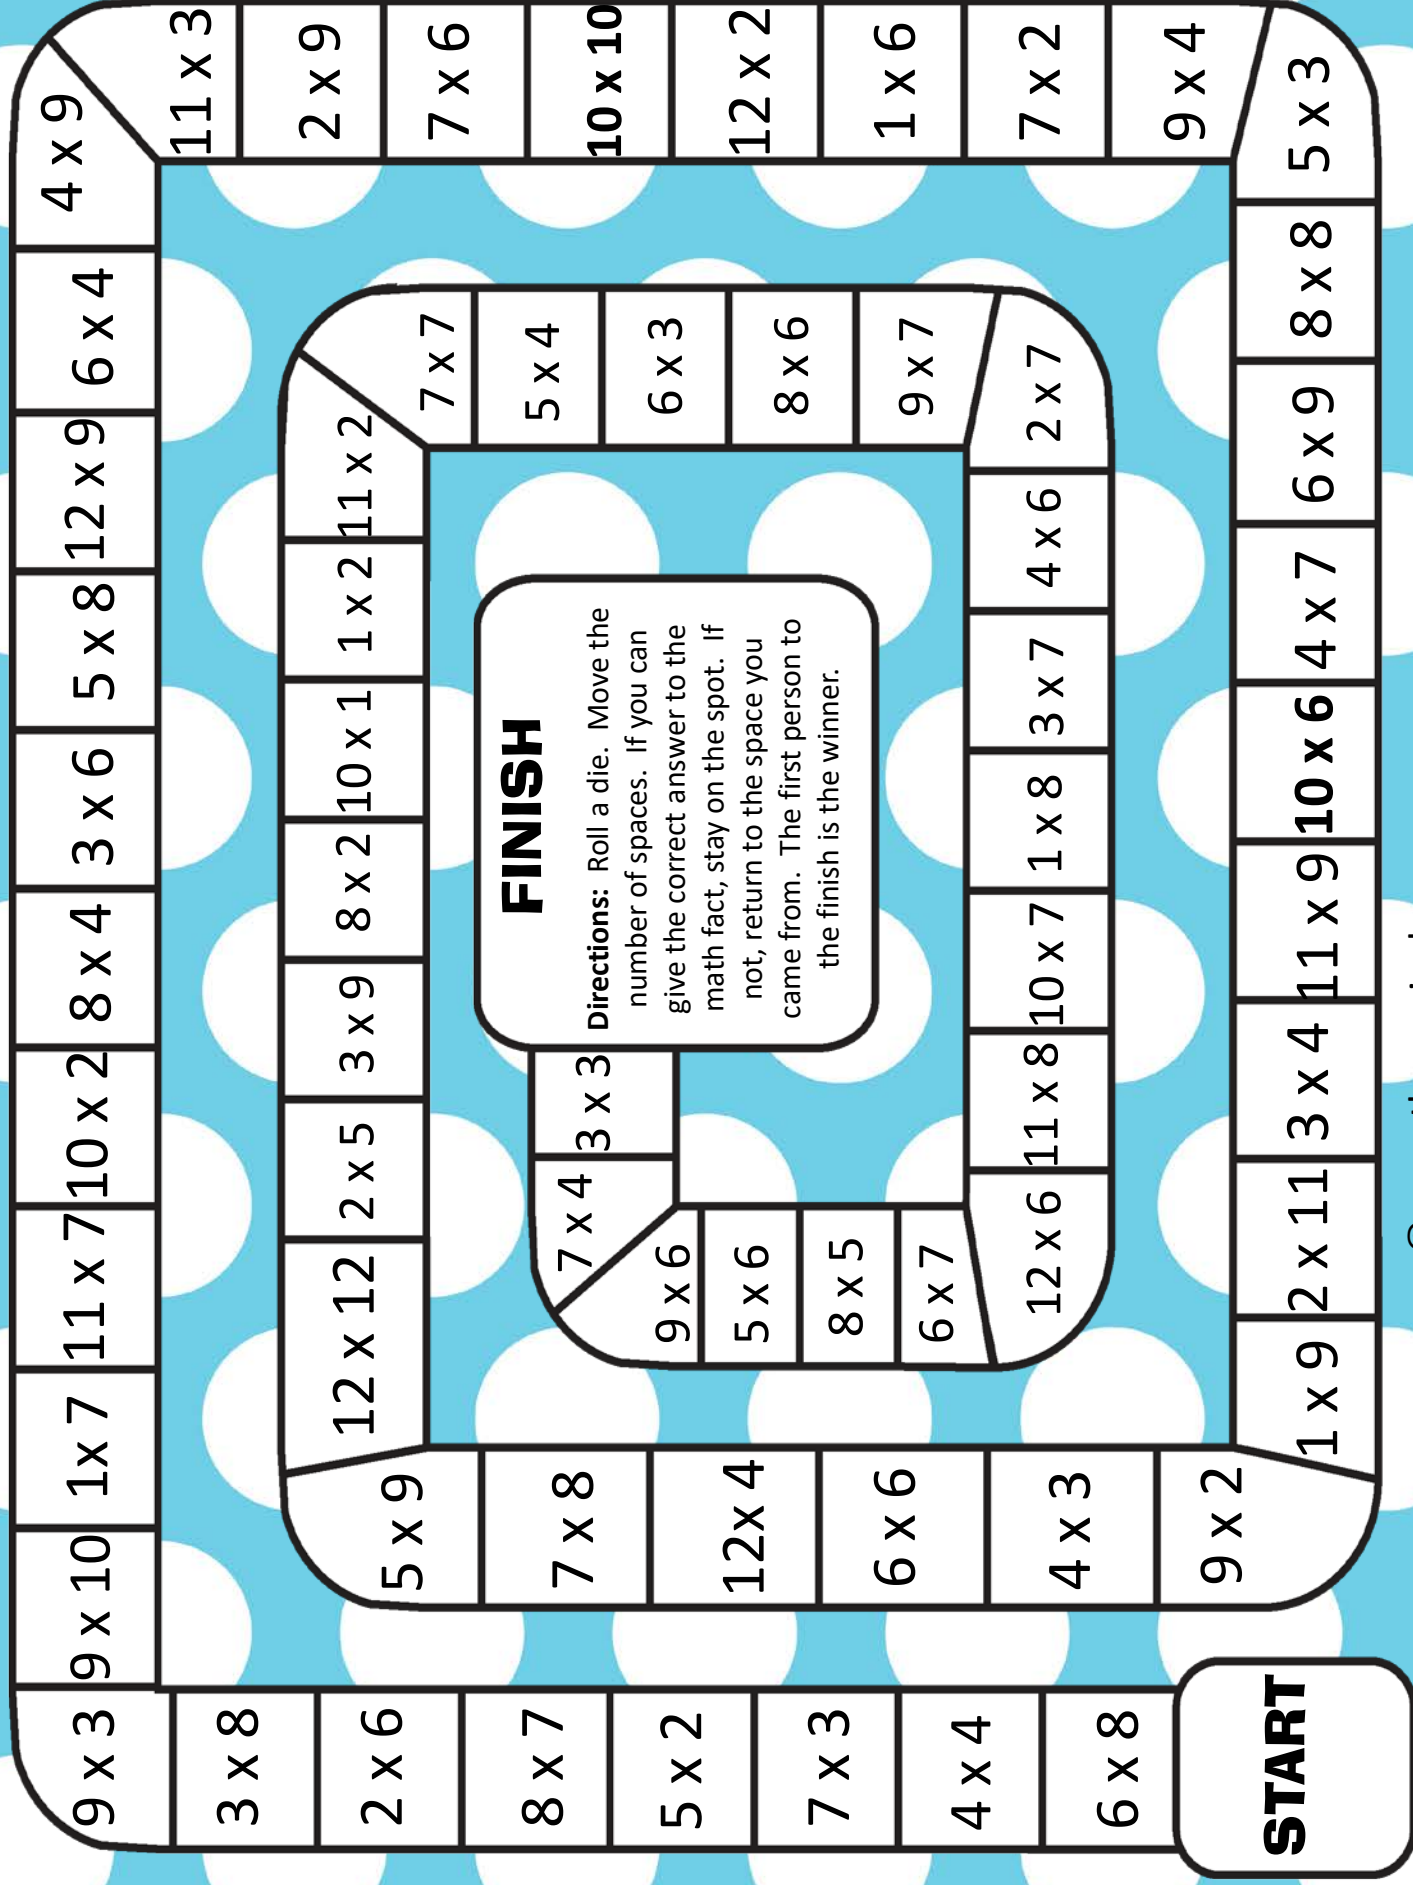 START
6 x 8
4 x 4
7 x 3
5 x 2
8 x 7
2 x 6
3 x 8
9 x 3
9 x 10
1x 7
11 x 7
10 x 2
8 x 4
3 x 6
5 x 8
12 x 9
6 x 4
4 x 9
11 x 3
2 x 9
7 x 6
10 x 10
12 x 2
1 x 6
7 x 2
9 x 4
5 x 3
8 x 8
6 x 9
4 x 7
10 x 6
11 x 9
3 x 4
2 x 11
1 x 9
9 x 2
4 x 3
6 x 6
12x 4
7 x 8
5 x 9
12 x 12
2 x 5
3 x 9
8 x 2
10 x 1
1 x 2
11 x 2
7 x 7
5 x 4
6 x 3
8 x 6
9 x 7
2 x 7
4 x 6
3 x 7
1 x 8
10 x 7
11 x 8
12 x 6
6 x 7
8 x 5
5 x 6
9 x 6
7 x 4
3 x 3
FINISH
Directions: Roll a die. Move the
number of spaces. If you can
give the correct answer to the
math fact, stay on the spot. If
not, return to the space you
came from. The first person to
the finish is the winner.